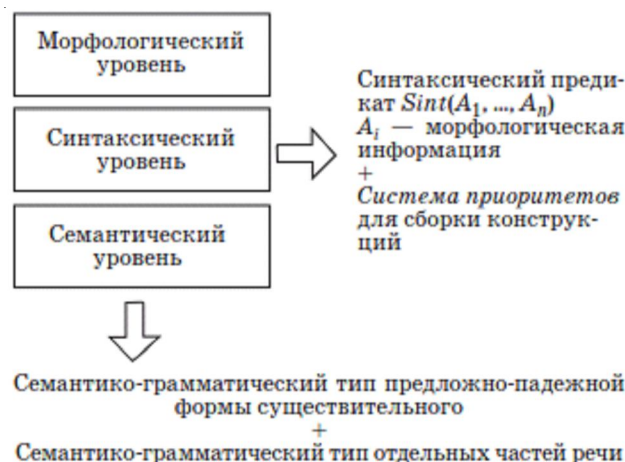 Морфологический
уровень
Синтаксический
уровень
Семантический
уровень
Синтаксический преди-
кат Sint(A₁, ..., Aₙ)
Aᵢ — морфологическая
информация
+
Система приоритетов
для сборки конструк-
ций
Семантико-грамматический тип предложно-падежной
формы существительного
+
Семантико-грамматический тип отдельных частей речи